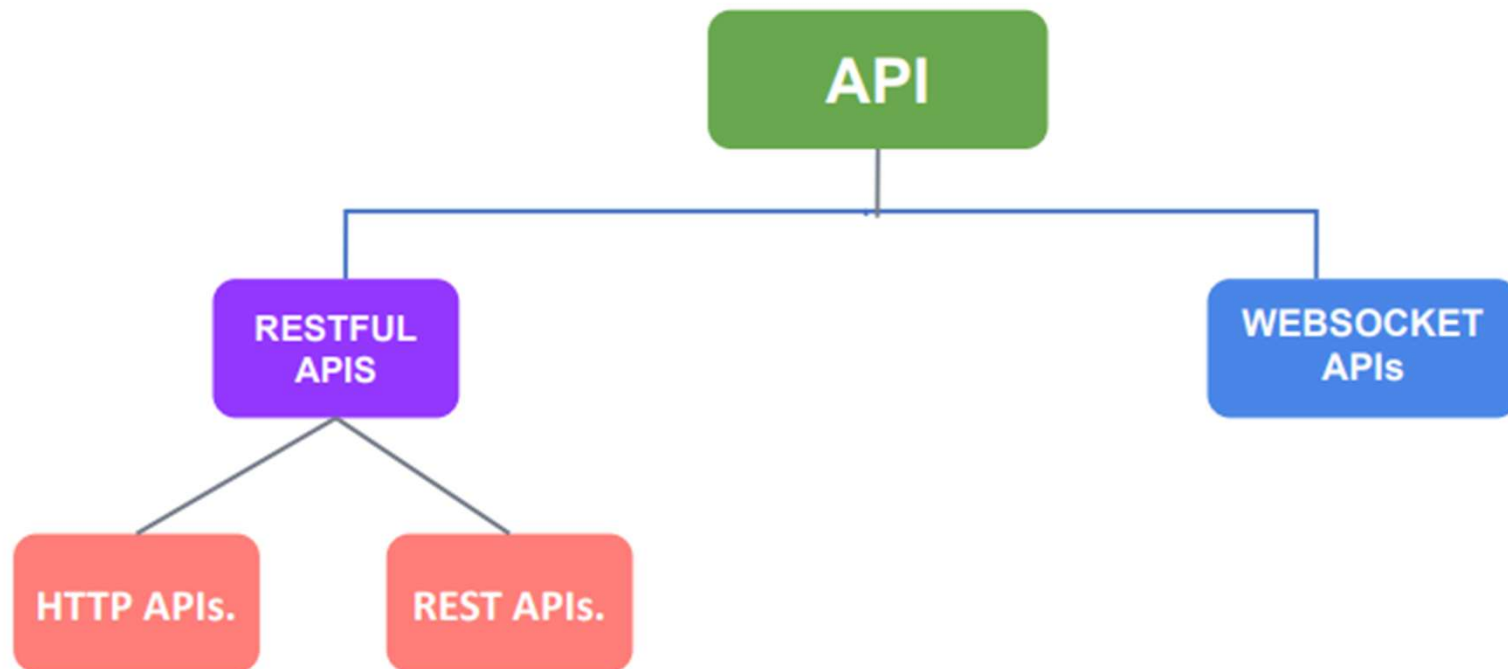 API
RESTFUL
APIS
WEBSOCKET
APIs
HTTP APIs.
REST APIs.